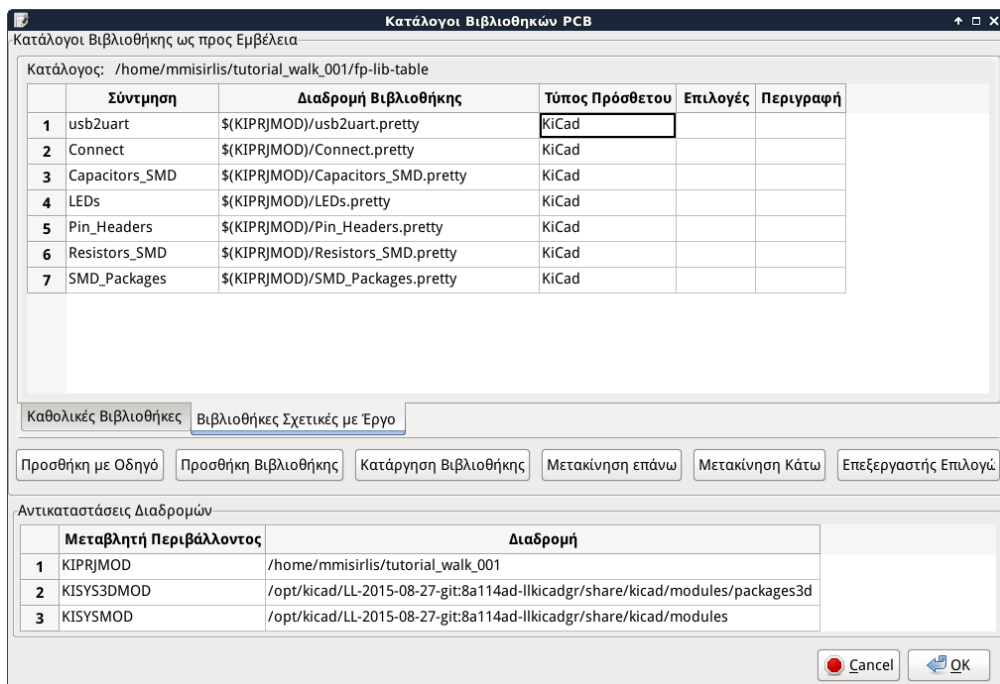 Κατάλογοι Βιβλιοθηκών PCB
Κατάλογοι Βιβλιοθήκης ως προς Εμβέλεια
Κατάλογος: /home/mmisirlis/tutorial_walk_001/fp-lib-table
Σύντμηση Διαδρομή Βιβλιοθήκης Τύπος Πρόσθετου Επιλογές Περιγραφή
1 usb2uart $(KIPRJMOD)/usb2uart.pretty KiCad
2 Connect $(KIPRJMOD)/Connect.pretty KiCad
3 Capacitors_SMD $(KIPRJMOD)/Capacitors_SMD.pretty KiCad
4 LEDs $(KIPRJMOD)/LEDs.pretty KiCad
5 Pin_Headers $(KIPRJMOD)/Pin_Headers.pretty KiCad
6 Resistors_SMD $(KIPRJMOD)/Resistors_SMD.pretty KiCad
7 SMD_Packages $(KIPRJMOD)/SMD_Packages.pretty KiCad
Καθολικές Βιβλιοθήκες Βιβλιοθήκες Σχετικές με Έργο
Προσθήκη με Οδηγό Προσθήκη Βιβλιοθήκης Κατάργηση Βιβλιοθήκης Μετακίνηση επάνω Μετακίνηση Κάτω Επεξεργαστής Επιλογώ
Αντικαταστάσεις Διαδρομών
Μεταβλητή Περιβάλλοντος Διαδρομή
1 KIPRJMOD /home/mmisirlis/tutorial_walk_001
2 KISYS3DMOD /opt/kicad/LL-2015-08-27-git:8a114ad-llkicadgr/share/kicad/modules/packages3d
3 KISYSMOD /opt/kicad/LL-2015-08-27-git:8a114ad-llkicadgr/share/kicad/modules
Cancel OK